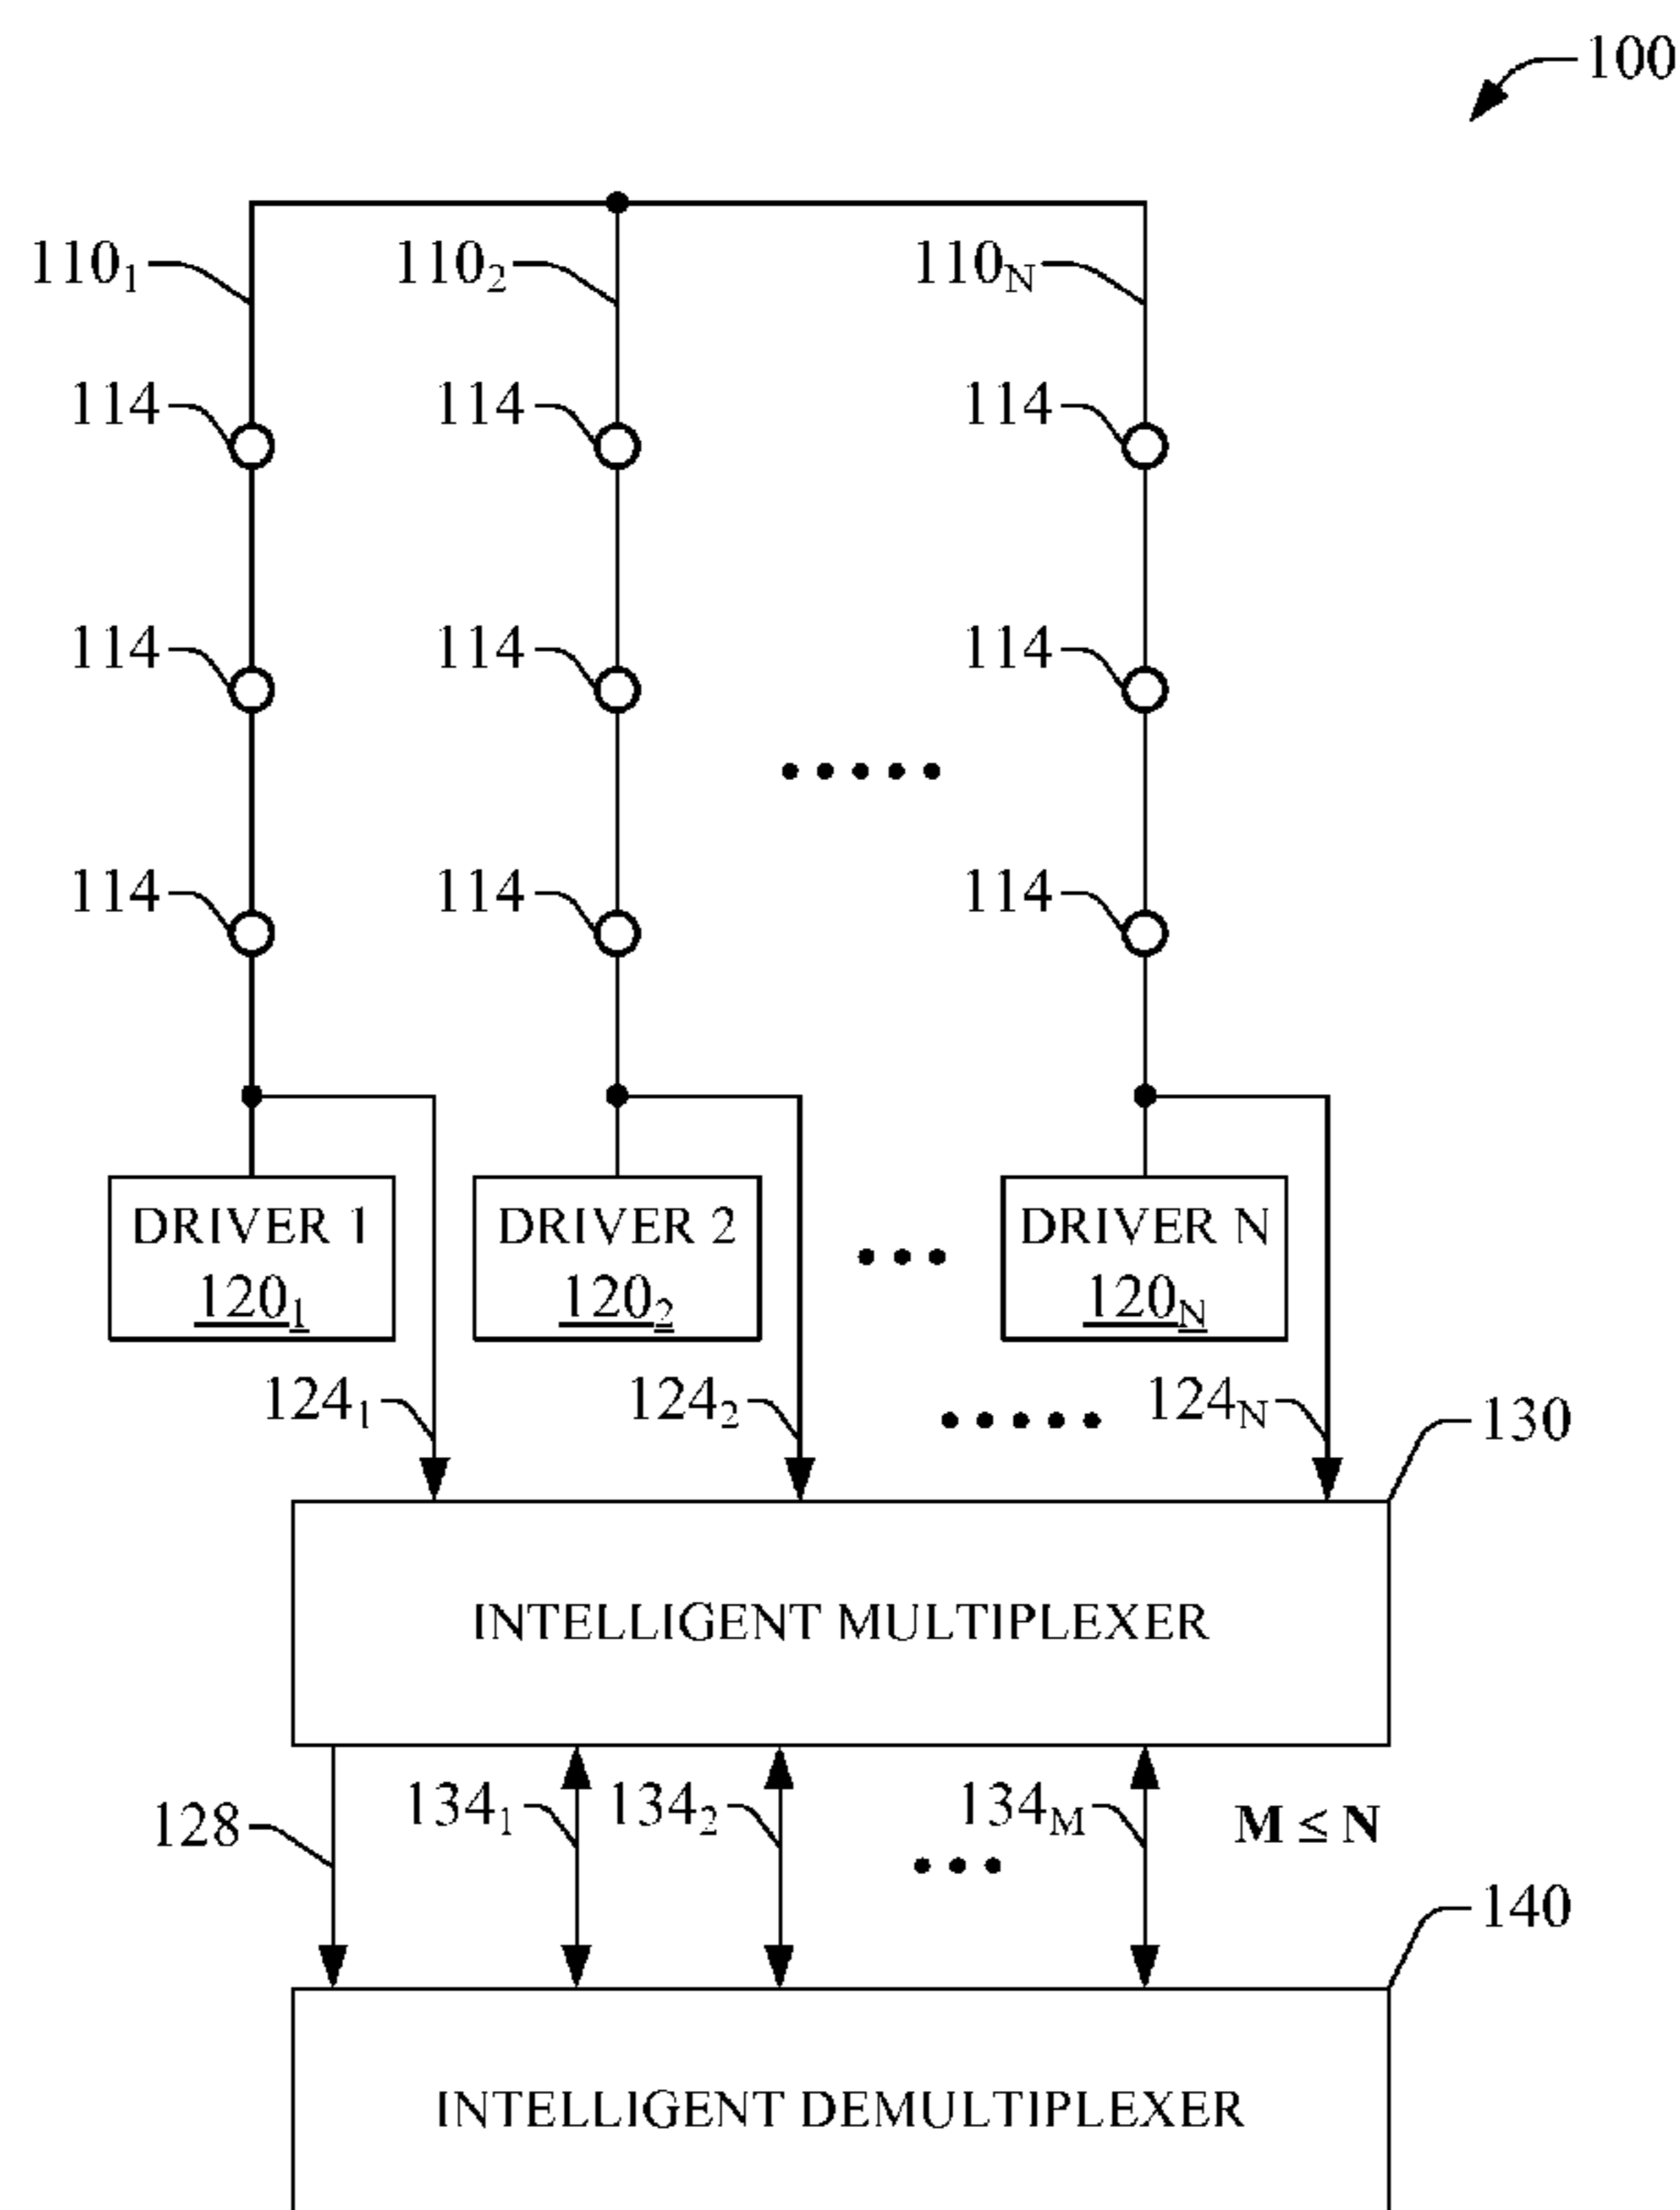 100
110₁ 110₂ 110N
114 114 114
114 114 114
114 114 114
DRIVER 1 DRIVER 2 DRIVER N
120₁ 120₂ 120N
124₁ 124₂ 124N
130
INTELLIGENT MULTIPLEXER
128 134₁ 134₂ 134M M ≤ N
140
INTELLIGENT DEMULTIPLEXER